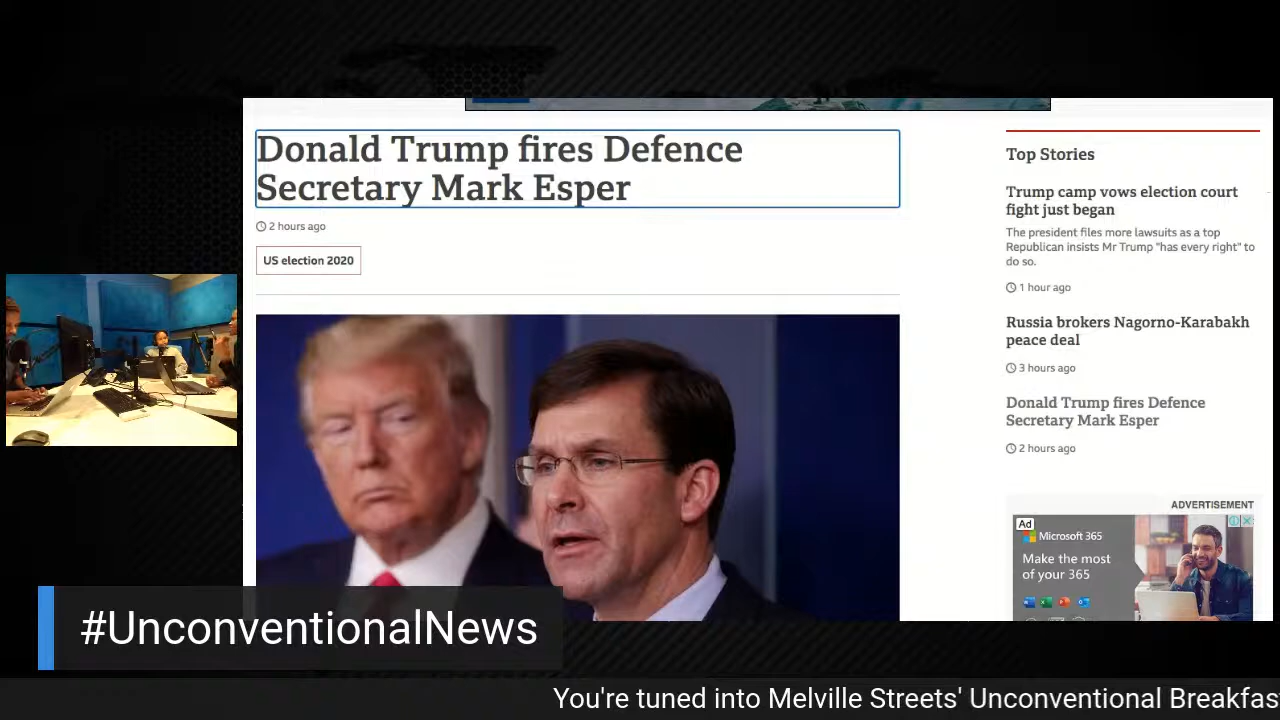 Donald Trump fires Defence
Secretary Mark Esper
2 hours ago
US election 2020
Top Stories
Trump camp vows election court
fight just began
The president files more lawsuits as a top
Republican insists Mr Trump "has every right" to
do so.
1 hour ago
Russia brokers Nagorno-Karabakh
peace deal
3 hours ago
Donald Trump fires Defence
Secretary Mark Esper
2 hours ago
ADVERTISEMENT
Ad
Microsoft 365
Make the most
of your 365
#UnconventionalNews
You're tuned into Melville Streets' Unconventional Breakfas